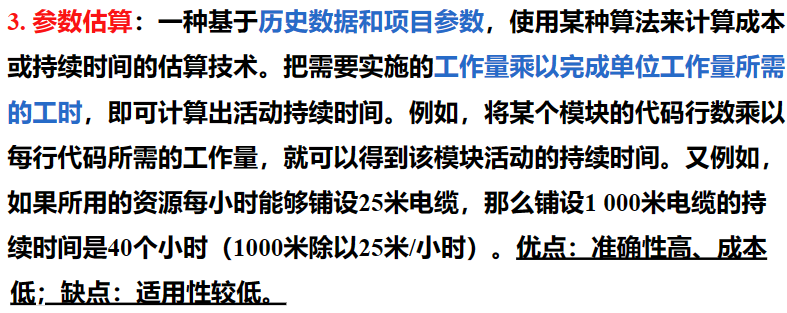 3. 参数估算：一种基于历史数据和项目参数，使用某种算法来计算成本
或持续时间的估算技术。把需要实施的工作量乘以完成单位工作量所需
的工时，即可计算出活动持续时间。例如，将某个模块的代码行数乘以
每行代码所需的工作量，就可以得到该模块活动的持续时间。又例如，
如果所用的资源每小时能够铺设25米电缆，那么铺设1 000米电缆的持
续时间是40个小时（1000米除以25米/小时）。优点：准确性高、成本
低；缺点：适用性较低。